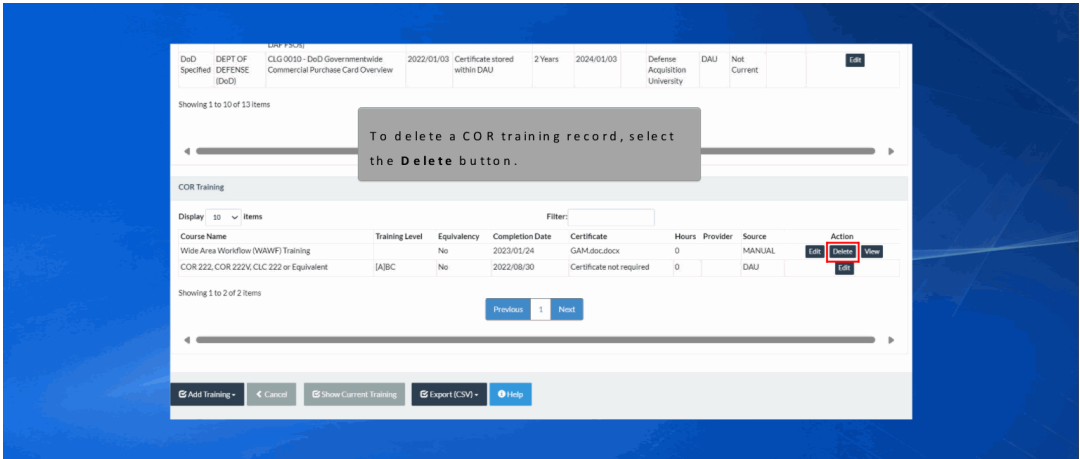 DAF FSOs)
DoD Specified DEPT OF DEFENSE (DoD) CLG 0010 - DoD Governmentwide Commercial Purchase Card Overview 2022/01/03 Certificate stored within DAU 2 Years 2024/01/03 Defense Acquisition University DAU Not Current Edit
Showing 1 to 10 of 13 items
To delete a COR training record, select
the Delete button.
COR Training
Display 10 items Filter:
Course Name Training Level Equivalency Completion Date Certificate Hours Provider Source Action
Wide Area Workflow (WAWF) Training No 2023/01/24 GAM.doc.docx 0 MANUAL Edit Delete View
COR 222, COR 222V, CLC 222 or Equivalent [A]BC No 2022/08/30 Certificate not required 0 DAU Edit
Showing 1 to 2 of 2 items
Previous 1 Next
Add Training Cancel Show Current Training Export (CSV) Help